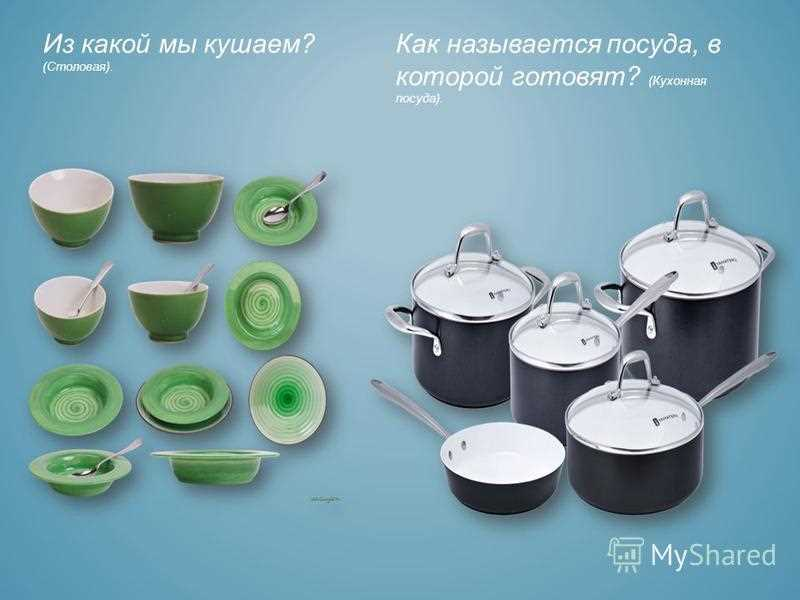 Из какой мы кушаем?
(Столовая).
Как называется посуда, в
которой готовят? (Кухонная
посуда).
MyShared